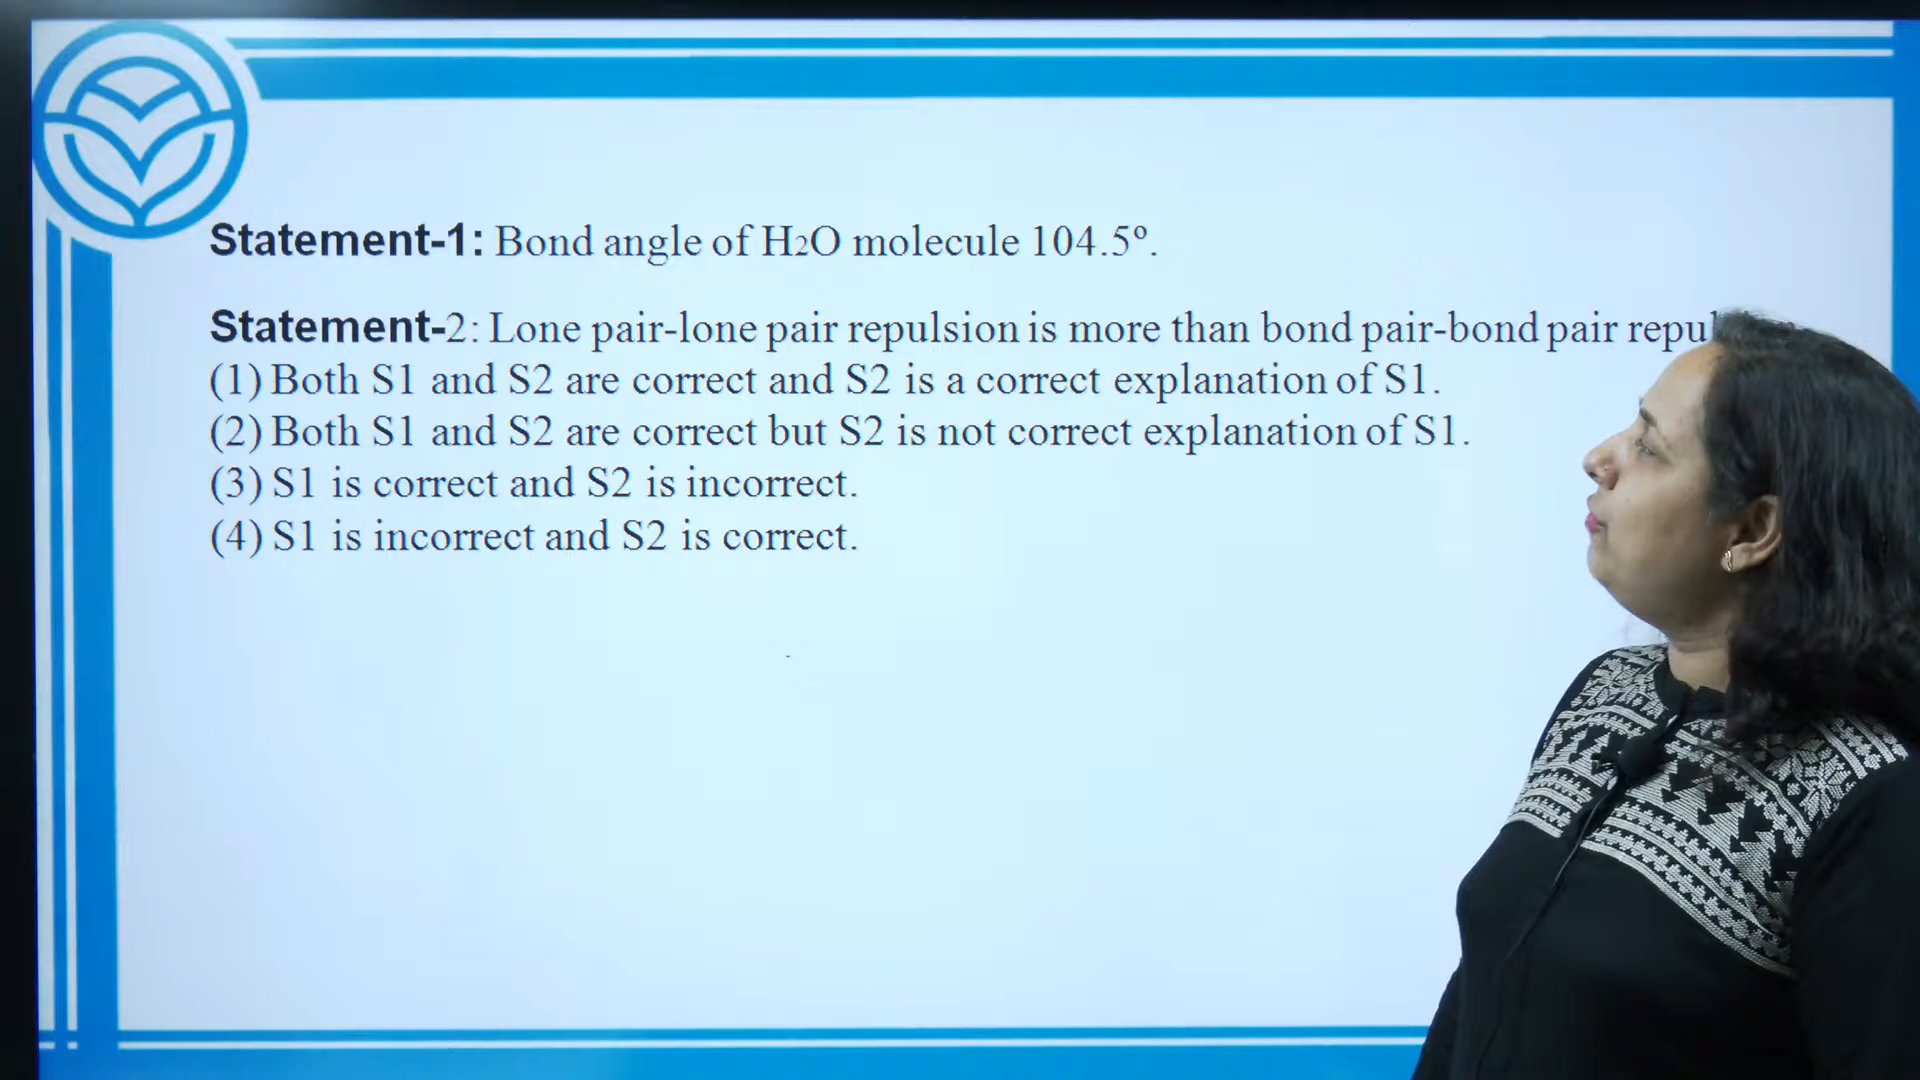 Statement-1: Bond angle of H₂O molecule 104.5º.
Statement-2: Lone pair-lone pair repulsion is more than bond pair-bond pair
(1) Both S1 and S2 are correct and S2 is a correct explanation of S1.
(2) Both S1 and S2 are correct but S2 is not correct explanation of S1.
(3) S1 is correct and S2 is incorrect.
(4) S1 is incorrect and S2 is correct.